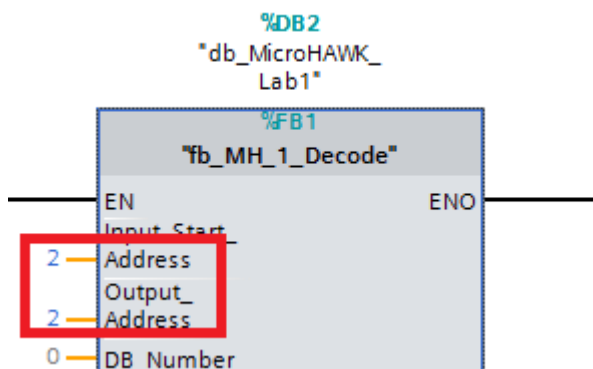 %DB2
"db_MicroHAWK_
Lab1"
%FB1
"fb_MH_1_Decode"
EN ENO
Input_Start_
2 Address
Output_
2 Address
0 DB_Number